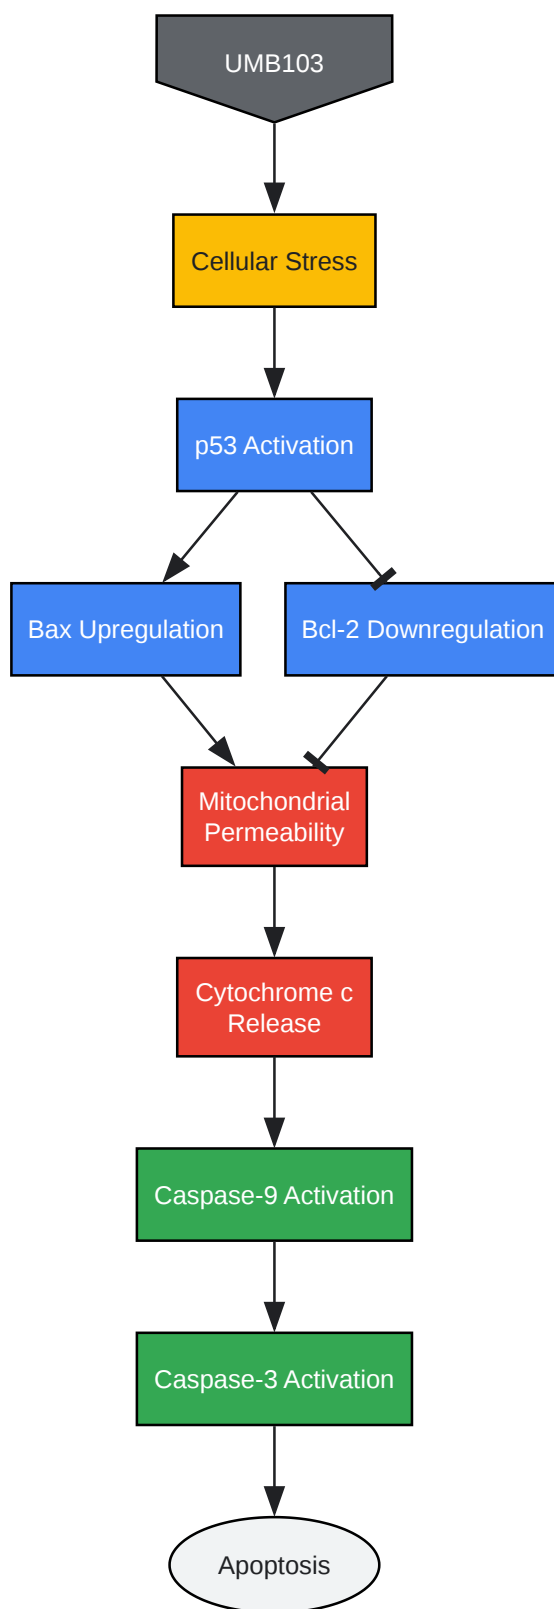 UMB103
Cellular Stress
p53 Activation
Bax Upregulation
Bcl-2 Downregulation
Mitochondrial
Permeability
Cytochrome c
Release
Caspase-9 Activation
Caspase-3 Activation
Apoptosis